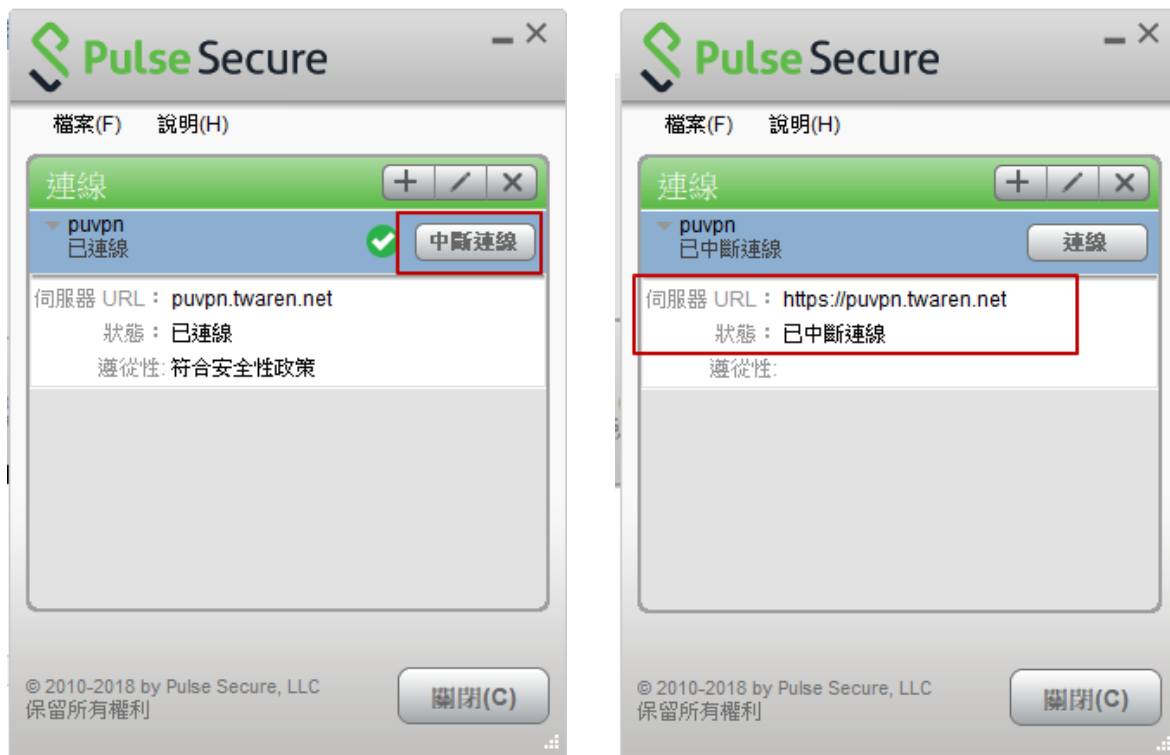 Pulse Secure
檔案(F) 說明(H)
連線
puvpn
已連線
中斷連線
伺服器 URL： puvpn.twaren.net
狀態： 已連線
遵從性: 符合安全性政策
© 2010-2018 by Pulse Secure, LLC
保留所有權利
關閉(C)
Pulse Secure
檔案(F) 說明(H)
連線
puvpn
已中斷連線
連線
伺服器 URL： https://puvpn.twaren.net
狀態： 已中斷連線
遵從性:
© 2010-2018 by Pulse Secure, LLC
保留所有權利
關閉(C)